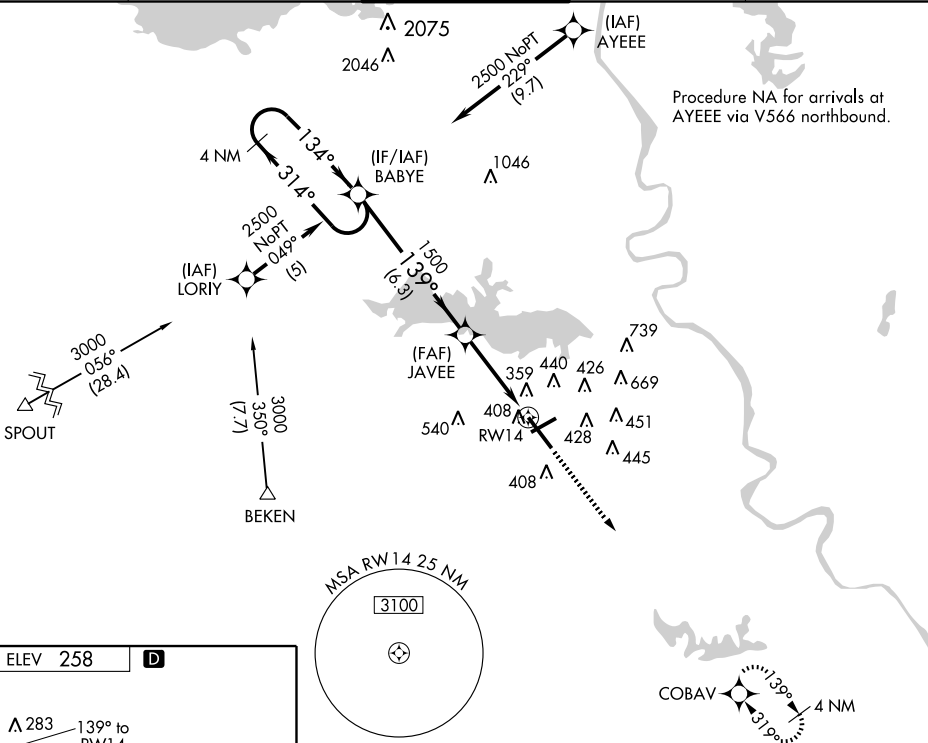 2075
2046
(IAF)
AYEEE
2500 NoPT
229°
(9.7)
Procedure NA for arrivals at
AYEEE via V566 northbound.
4 NM
134°
314°
(IF/IAF)
BABYE
1046
2500
NoPT
049°
(5)
(IAF)
LORIY
1500
139°
(6.3)
3000
056°
(28.4)
SPOUT
3000
350°
(7.7)
BEKEN
(FAF)
JAVEE
739
359
440
426
669
540
408
RW14
428
451
445
408
MSA RW14 25 NM
3100
ELEV 258 D
283
139° to
RW14
COBAV
139°
319°
4 NM